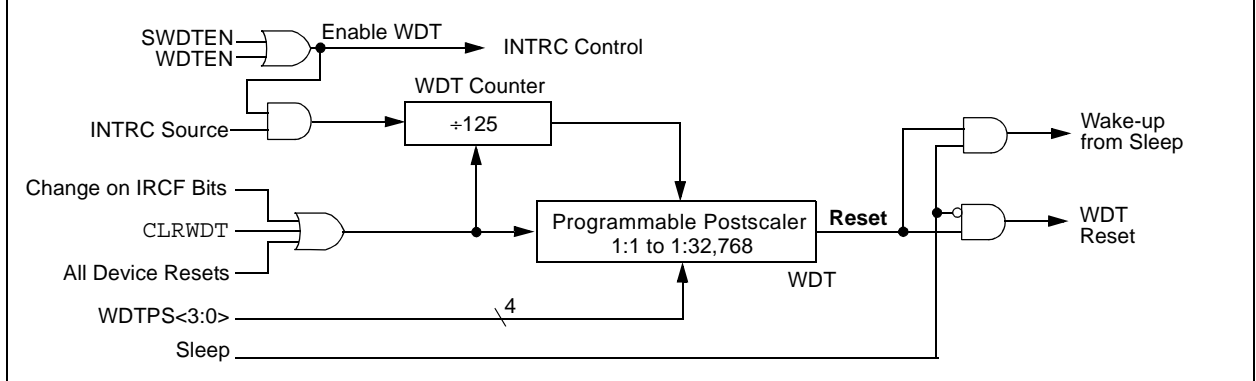 SWDTEN
WDTEN
Enable WDT
INTRC Control
WDT Counter
÷125
INTRC Source
Wake-up
from Sleep
Change on IRCF Bits
CLRWDT
All Device Resets
Programmable Postscaler
1:1 to 1:32,768
Reset
WDT
WDT
Reset
WDTPS<3:0>
4
Sleep